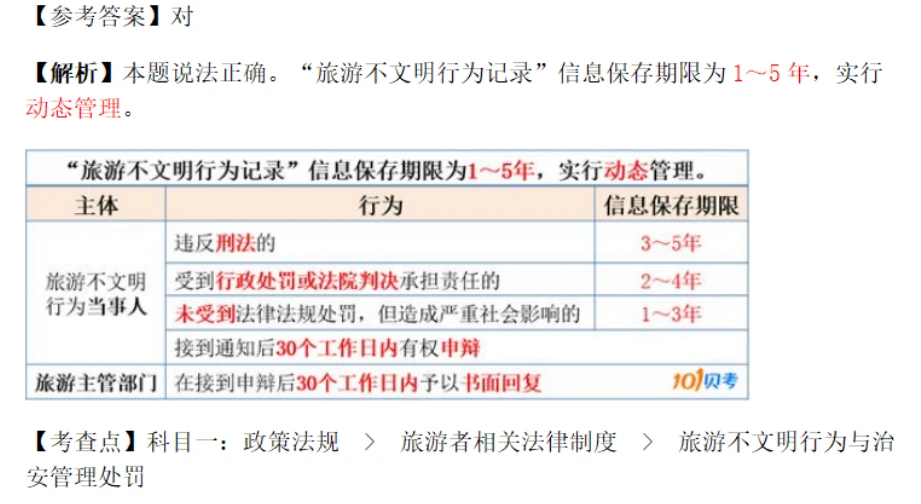 【参考答案】对
【解析】本题说法正确。“旅游不文明行为记录”信息保存期限为 1～5 年，实行
动态管理。
“旅游不文明行为记录”信息保存期限为1～5年，实行动态管理。
主体 行为 信息保存期限
违反刑法的 3～5年
旅游不文明 受到行政处罚或法院判决承担责任的 2～4年
行为当事人 未受到法律法规处罚，但造成严重社会影响的 1～3年
接到通知后30个工作日内有权申辩
旅游主管部门 在接到申辩后30个工作日内予以书面回复 101贝考
【考查点】科目一：政策法规 > 旅游者相关法律制度 > 旅游不文明行为与治
安管理处罚